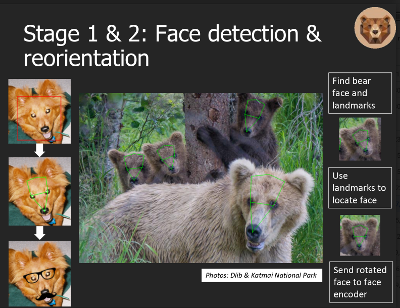 Stage 1 & 2: Face detection &
reorientation
Find bear
face and
landmarks
Use
landmarks to
locate face
Send rotated
face to face
encoder
Photos: Dlib & Katmai National Park